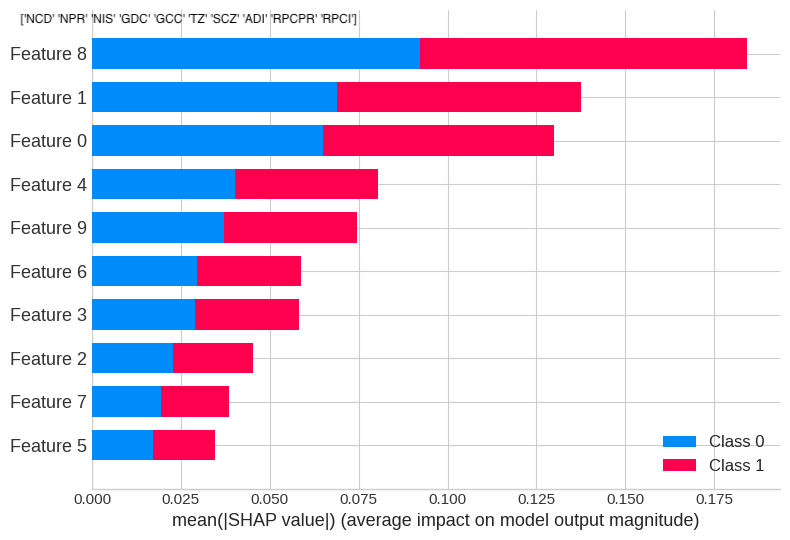 ['NCD' 'NPR' 'NIS' 'GDC' 'GCC' 'TZ' 'SCZ' 'ADI' 'RPCPR' 'RPCI']
Feature 8
Feature 1
Feature 0
Feature 4
Feature 9
Feature 6
Feature 3
Feature 2
Feature 7
Feature 5
Class 0
Class 1
0.000 0.025 0.050 0.075 0.100 0.125 0.150 0.175
mean(|SHAP value|) (average impact on model output magnitude)